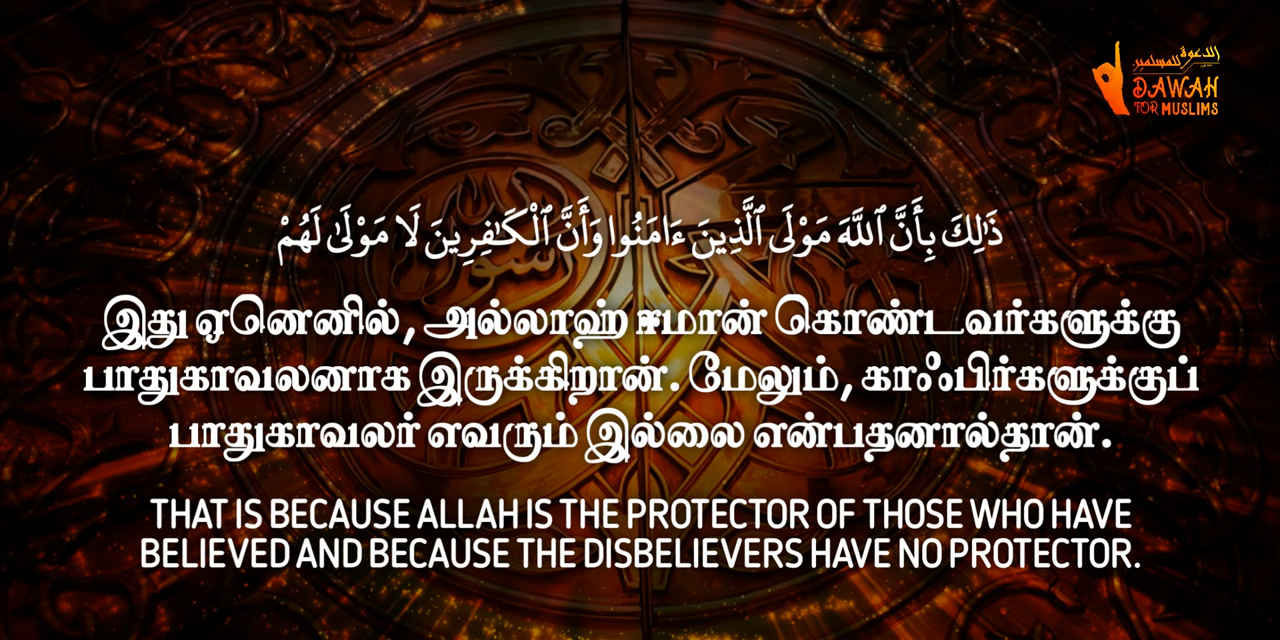 الدعوة للمسلمين
DAWAH
FOR MUSLIMS
ذَٰلِكَ بِأَنَّ ٱللَّهَ مَوْلَى ٱلَّذِينَ ءَامَنُوا وَأَنَّ ٱلْكَـٰفِرِينَ لَا مَوْلَىٰ لَهُمْ
இது ஏனெனில், அல்லாஹ் ஈமான் கொண்டவர்களுக்கு
பாதுகாவலனாக இருக்கிறான். மேலும், காஃபிர்களுக்குப்
பாதுகாவலர் எவரும் இல்லை என்பதனால்தான்.
THAT IS BECAUSE ALLAH IS THE PROTECTOR OF THOSE WHO HAVE
BELIEVED AND BECAUSE THE DISBELIEVERS HAVE NO PROTECTOR.